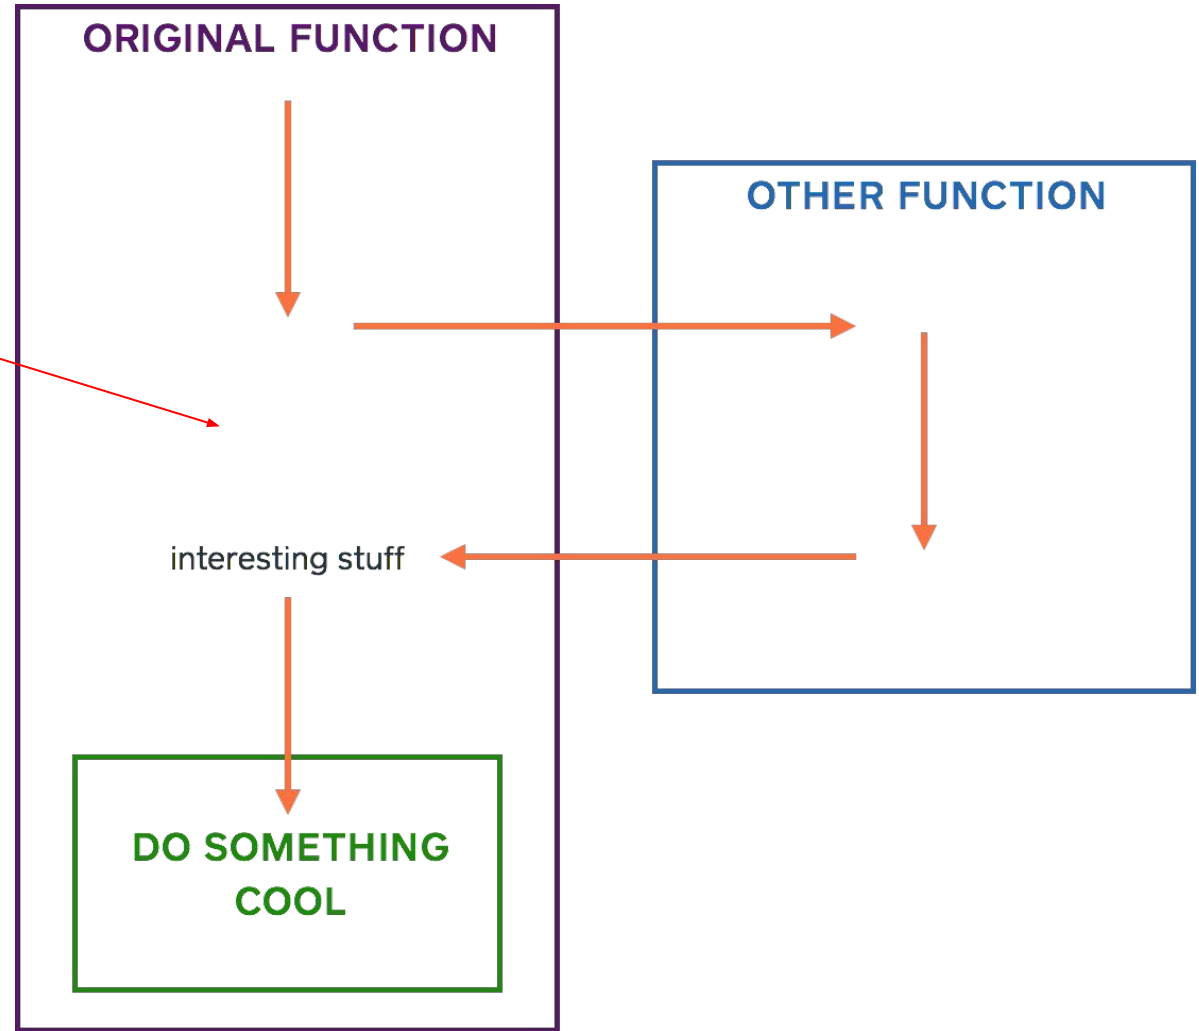 ORIGINAL FUNCTION
OTHER FUNCTION
interesting stuff
DO SOMETHING
COOL